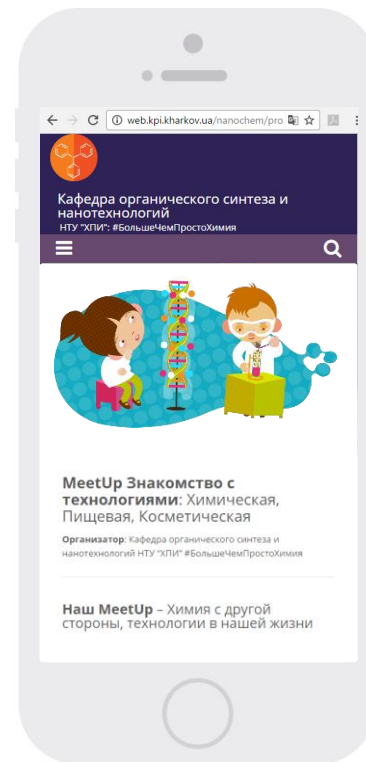 web.kpi.kharkov.ua/nanochem/pro
Кафедра органического синтеза и
нанотехнологий
НТУ "ХПИ": #БольшеЧемПростоХимия
MeetUp Знакомство с
технологиями: Химическая,
Пищевая, Косметическая
Организатор: Кафедра органического синтеза и
нанотехнологий НТУ "ХПИ" #БольшеЧемПростоХимия
Наш MeetUp – Химия с другой
стороны, технологии в нашей жизни